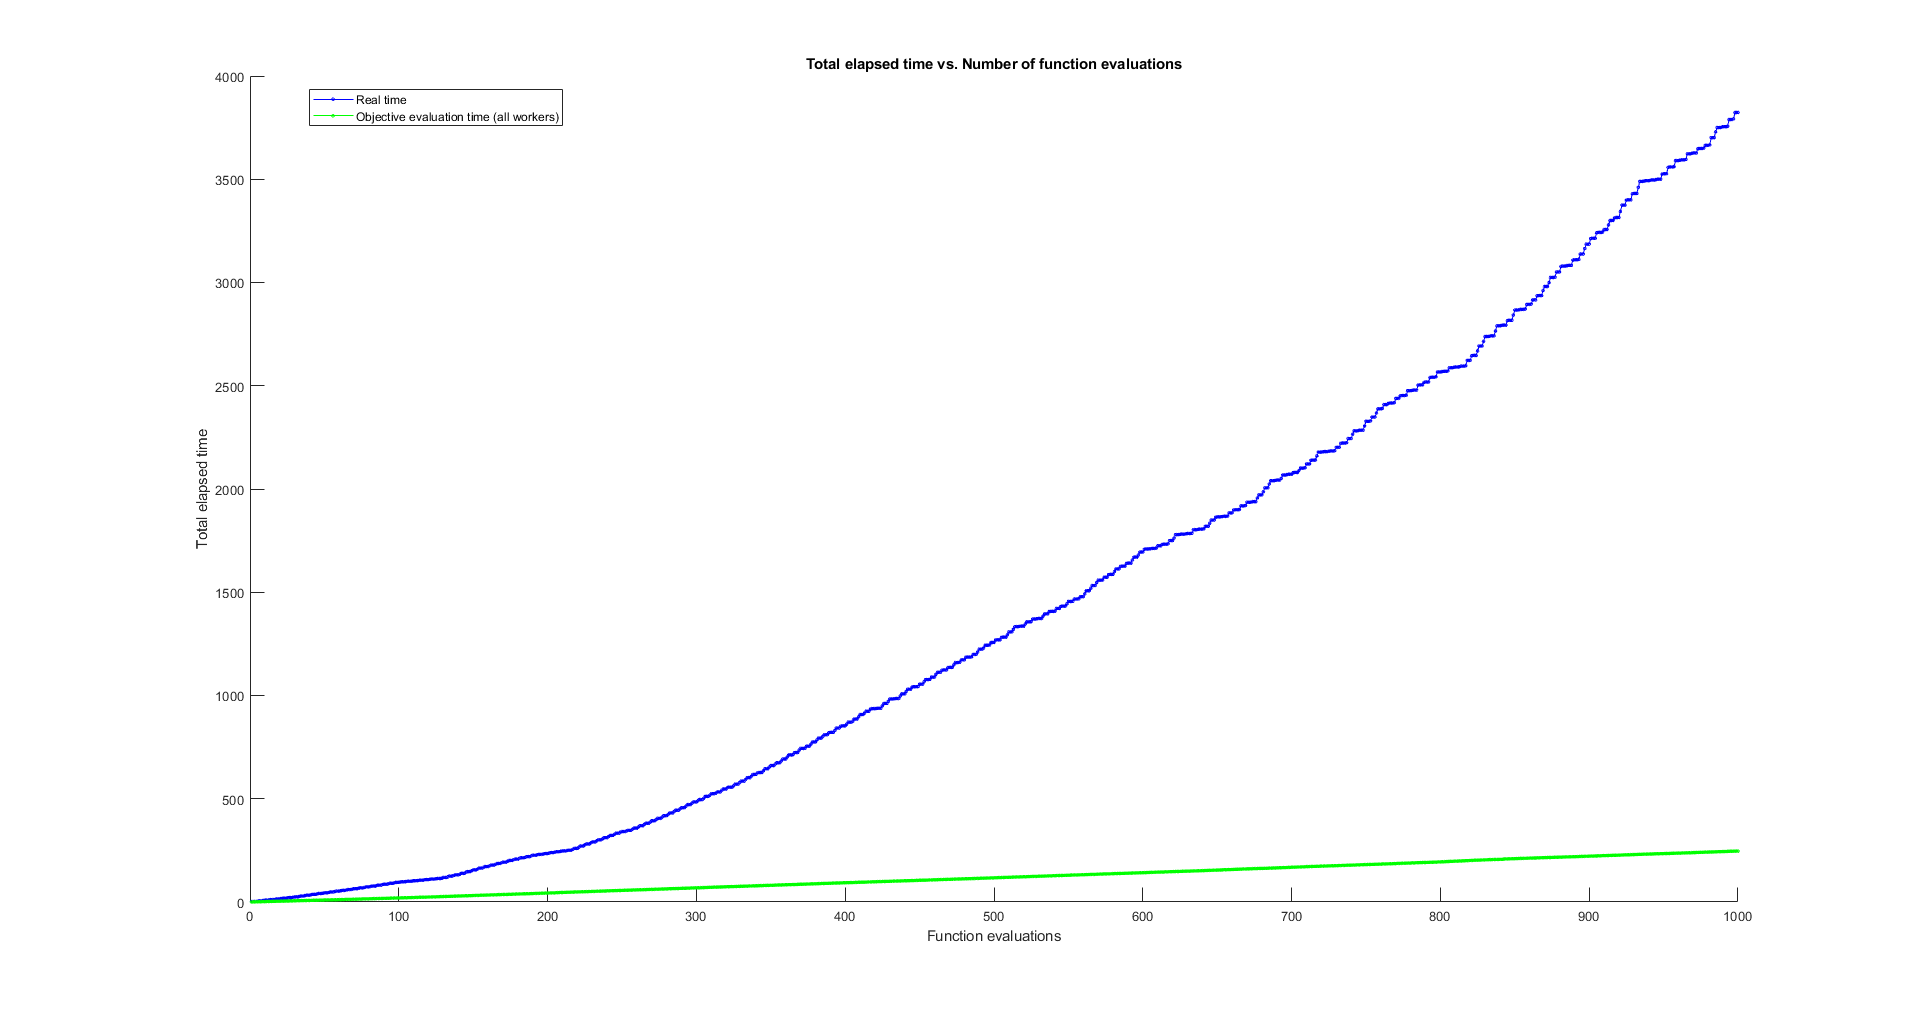 Total elapsed time vs. Number of function evaluations
Real time
Objective evaluation time (all workers)
Total elapsed time
4000
3500
3000
2500
2000
1500
1000
500
0
0 100 200 300 400 500 600 700 800 900 1000
Function evaluations